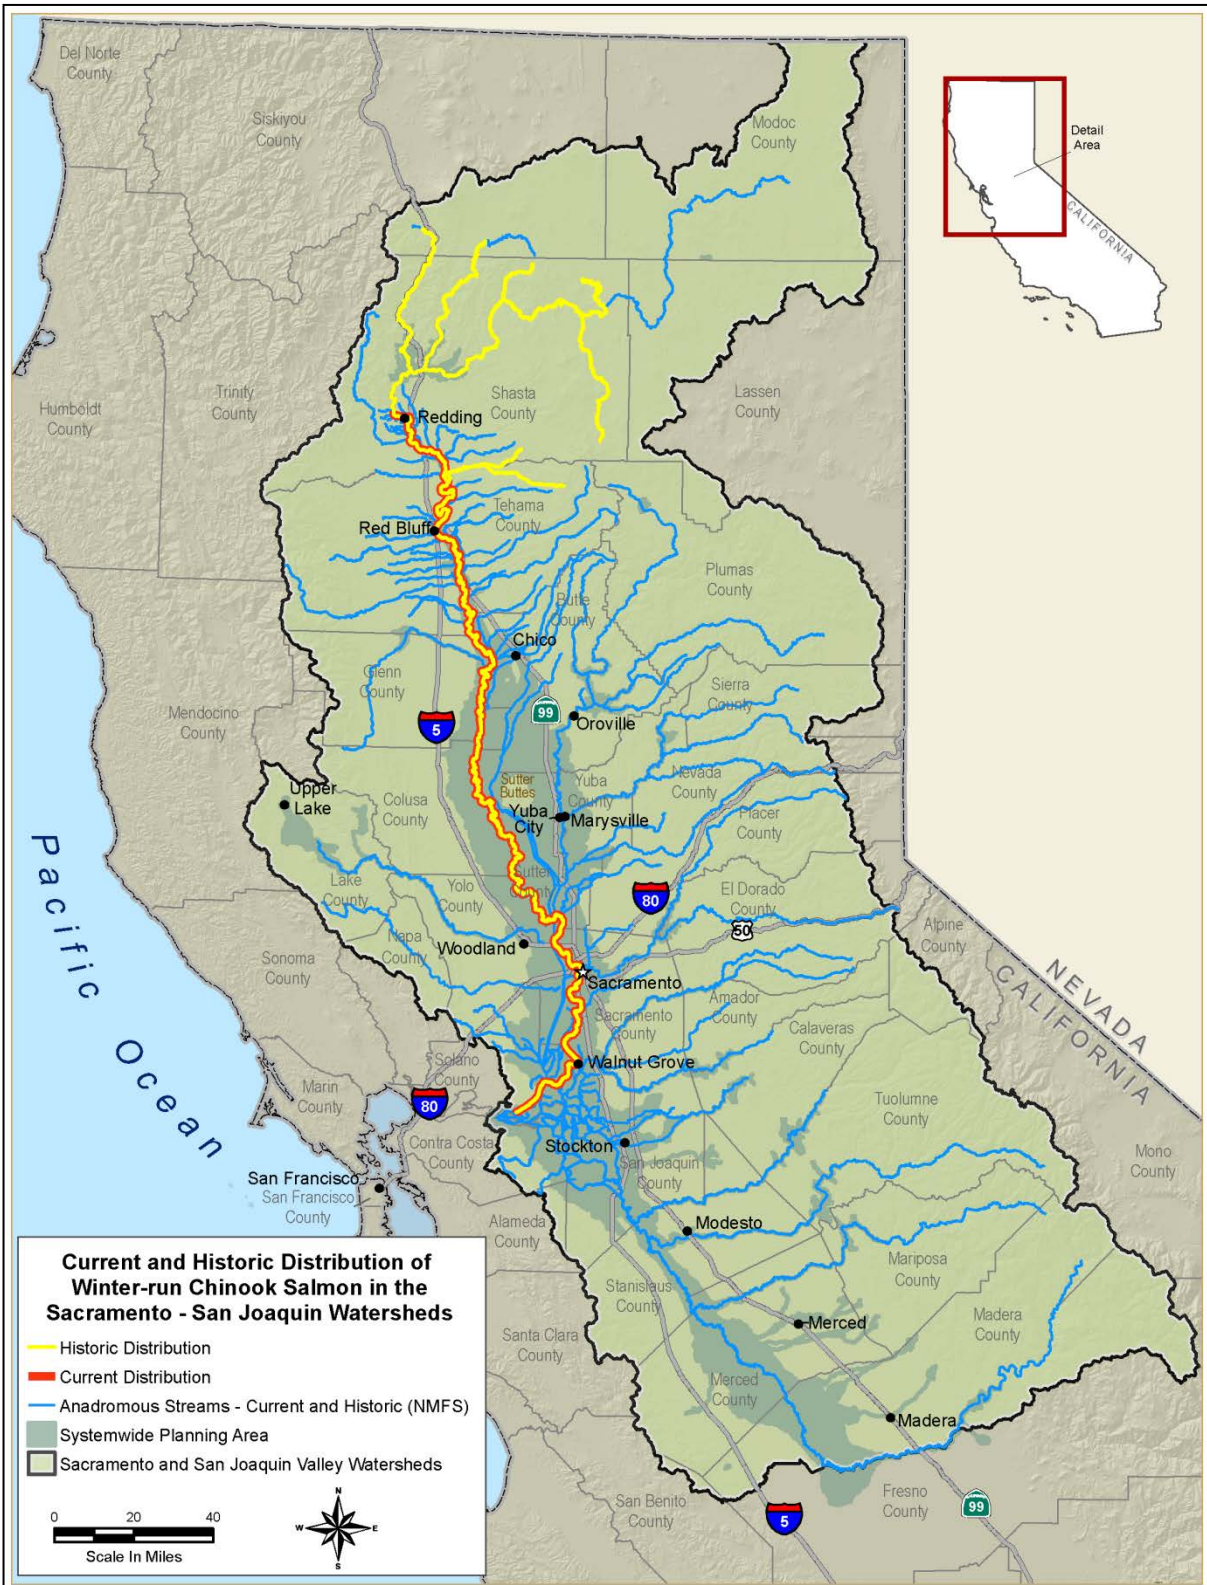 Del Norte
County
Siskiyou
County
Modoc
County
Detail
Area
CALIFORNIA
Trinity
County
Humboldt
County
Shasta
County
Lassen
County
Redding
Red Bluff
Tehama
County
Plumas
County
Butte
County
Chico
Glenn
County
Mendocino
County
5
99
Oroville
Sierra
County
Sutter
Buttes
Yuba
County
Nevada
County
Upper
Lake
Colusa
County
Yuba
City
Marysville
Placer
County
Sutter
County
Lake
County
Yolo
County
80
El Dorado
County
50
Alpine
County
Napa
County
Woodland
Sonoma
County
Sacramento
NEVADA
CALIFORNIA
Pacific Ocean
Sacramento
County
Amador
County
Calaveras
County
Solano
County
Walnut Grove
Marin
County
80
Contra Costa
County
Tuolumne
County
Stockton
San Joaquin
County
Mono
County
San Francisco
San Francisco
County
Alameda
County
Modesto
Mariposa
County
Stanislaus
County
Madera
County
Santa Clara
County
Merced
Merced
County
Madera
San Benito
County
5
Fresno
County
99
Current and Historic Distribution of
Winter-run Chinook Salmon in the
Sacramento - San Joaquin Watersheds
Historic Distribution
Current Distribution
Anadromous Streams - Current and Historic (NMFS)
Systemwide Planning Area
Sacramento and San Joaquin Valley Watersheds
0 20 40
Scale In Miles
N
W E
S